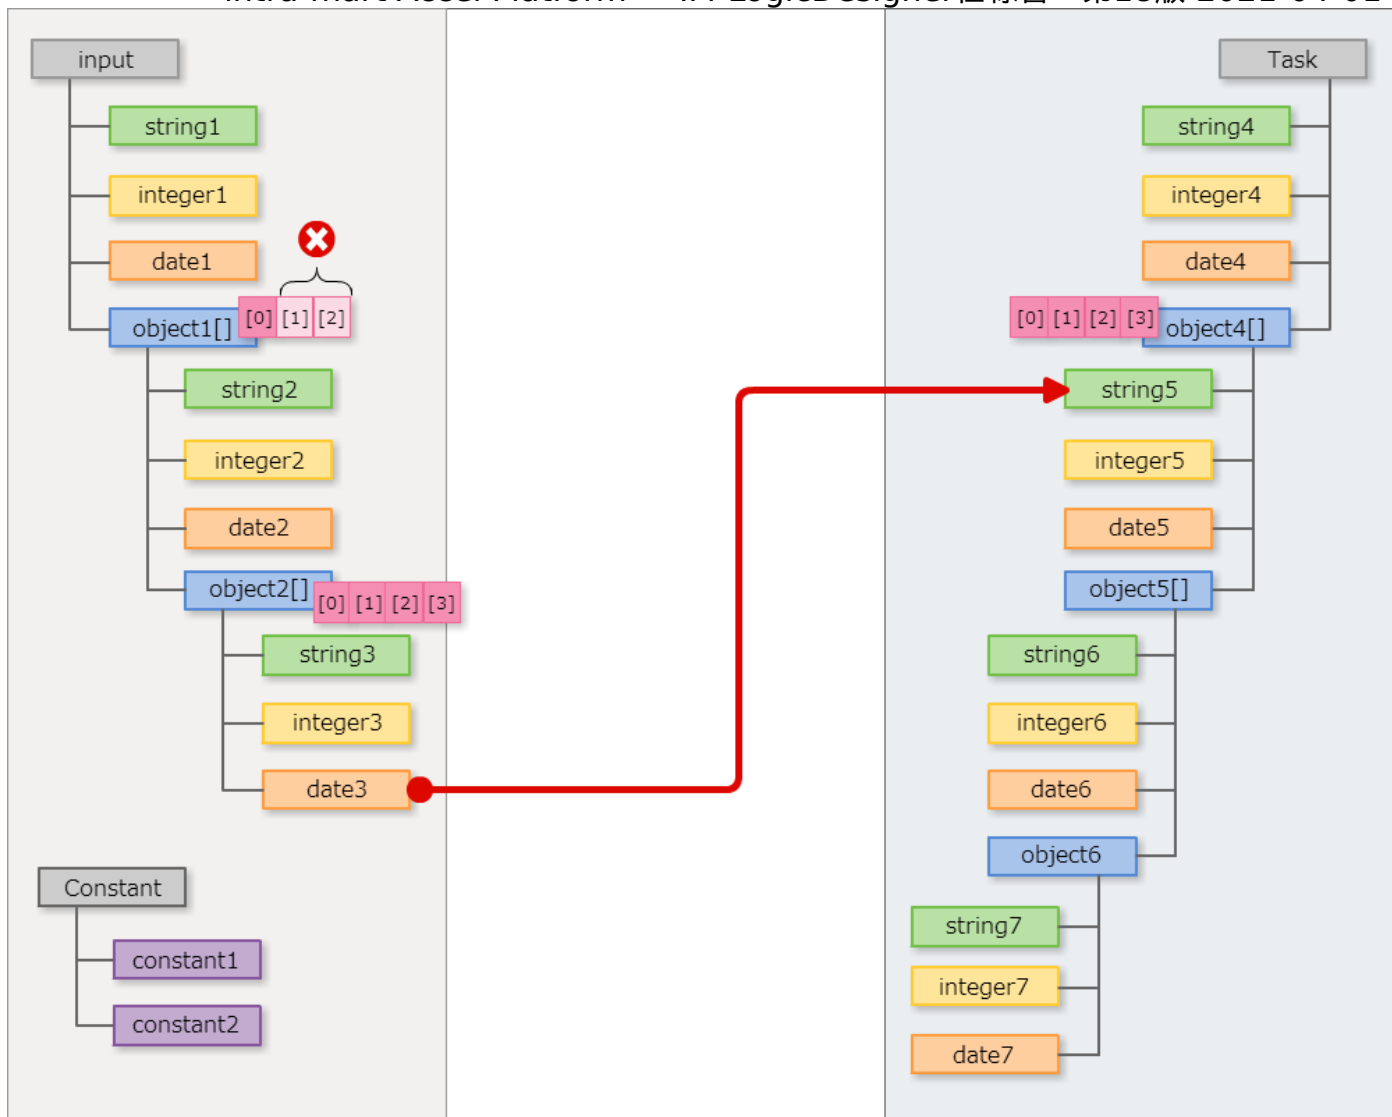 input
string1
integer1
date1
object1[]
[0] [1] [2]
string2
integer2
date2
object2[]
[0] [1] [2] [3]
string3
integer3
date3
Constant
constant1
constant2
Task
string4
integer4
date4
[0] [1] [2] [3]
object4[]
string5
integer5
date5
object5[]
string6
integer6
date6
object6
string7
integer7
date7